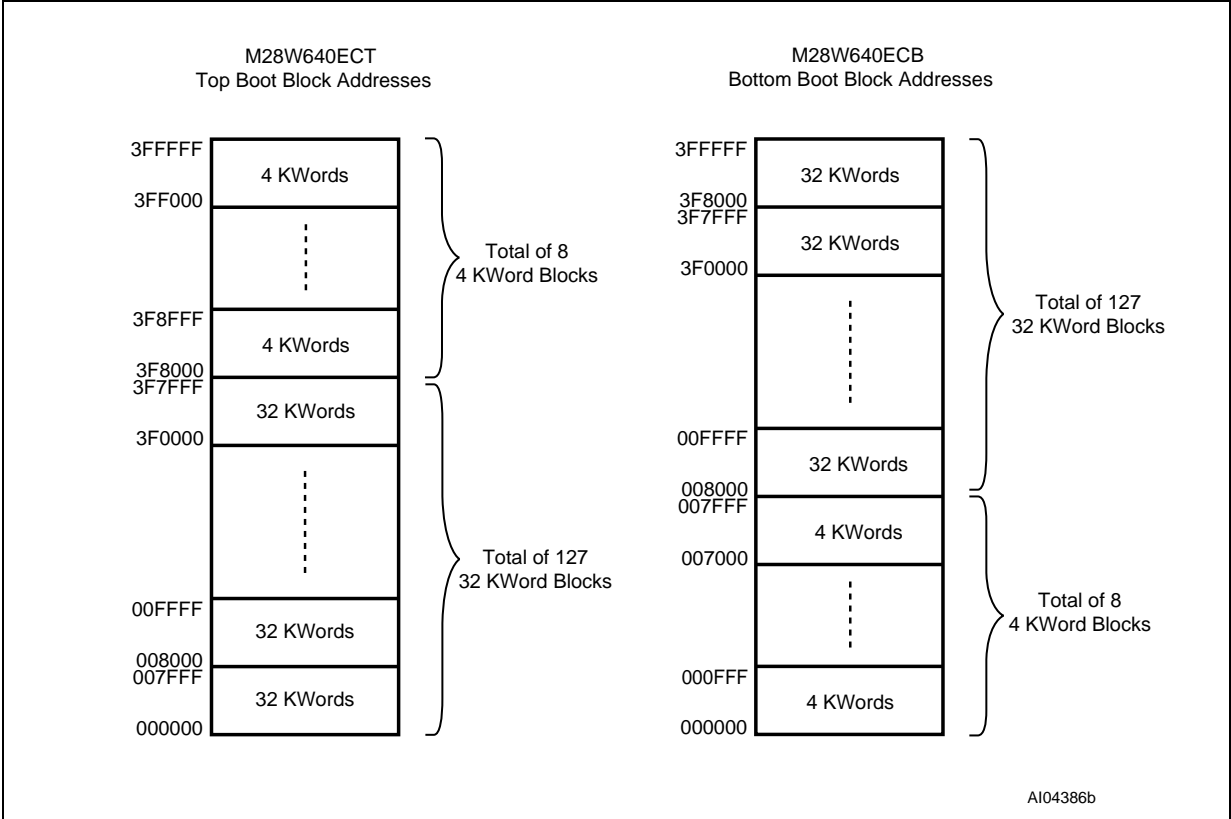 M28W640ECT
Top Boot Block Addresses
3FFFFF
4 KWords
3FF000
Total of 8
4 KWord Blocks
3F8FFF
4 KWords
3F8000
3F7FFF
32 KWords
3F0000
Total of 127
32 KWord Blocks
00FFFF
32 KWords
008000
007FFF
32 KWords
000000
M28W640ECB
Bottom Boot Block Addresses
3FFFFF
32 KWords
3F8000
3F7FFF
32 KWords
3F0000
Total of 127
32 KWord Blocks
00FFFF
32 KWords
008000
007FFF
4 KWords
007000
Total of 8
4 KWord Blocks
000FFF
4 KWords
000000
AI04386b